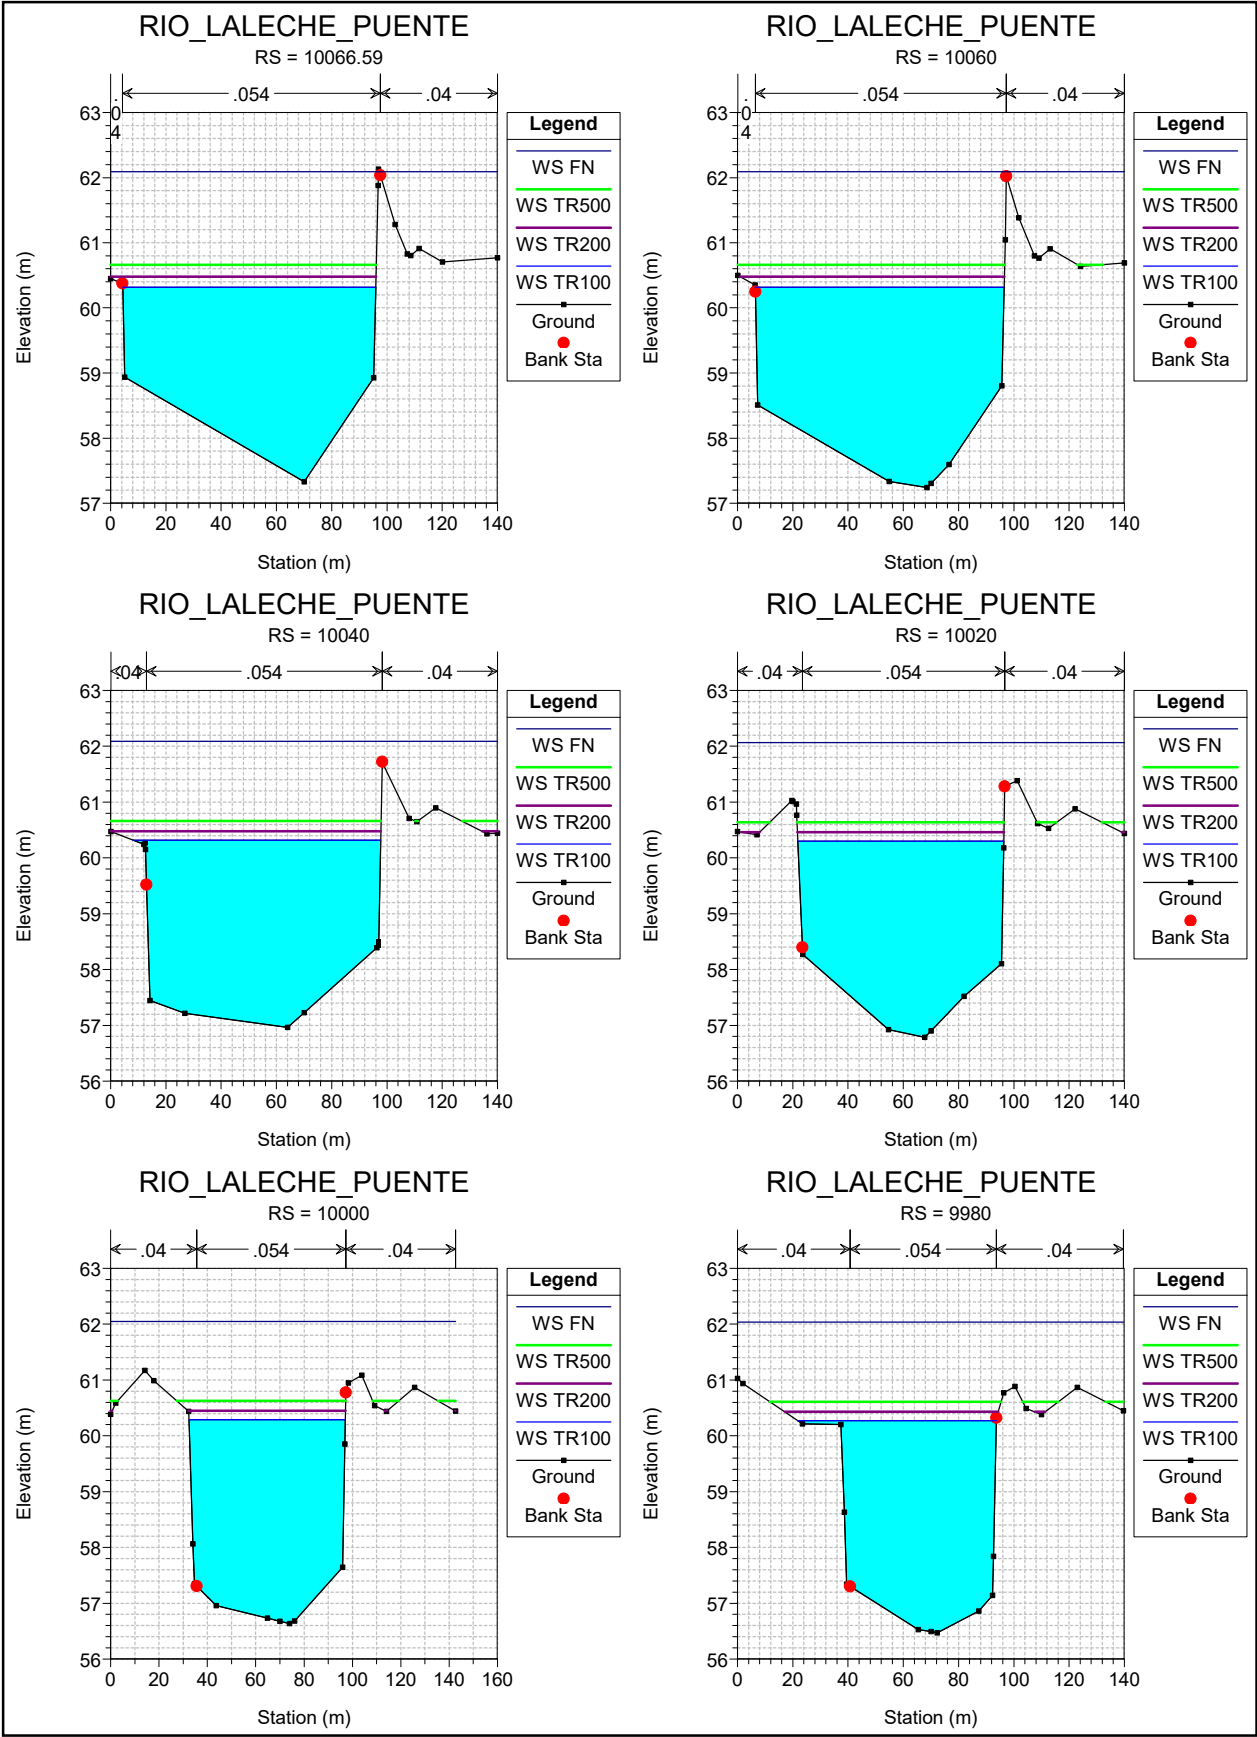 RIO_LALECHE_PUENTE
RS = 10066.59
.04
.054
.04
63
62
61
60
59
58
57
0 20 40 60 80 100 120 140
Elevation (m)
Station (m)
Legend
WS FN
WS TR500
WS TR200
WS TR100
Ground
Bank Sta
RIO_LALECHE_PUENTE
RS = 10060
.04
.054
.04
63
62
61
60
59
58
57
0 20 40 60 80 100 120 140
Elevation (m)
Station (m)
Legend
WS FN
WS TR500
WS TR200
WS TR100
Ground
Bank Sta
RIO_LALECHE_PUENTE
RS = 10040
.04
.054
.04
63
62
61
60
59
58
57
56
0 20 40 60 80 100 120 140
Elevation (m)
Station (m)
Legend
WS FN
WS TR500
WS TR200
WS TR100
Ground
Bank Sta
RIO_LALECHE_PUENTE
RS = 10020
.04
.054
.04
63
62
61
60
59
58
57
56
0 20 40 60 80 100 120 140
Elevation (m)
Station (m)
Legend
WS FN
WS TR500
WS TR200
WS TR100
Ground
Bank Sta
RIO_LALECHE_PUENTE
RS = 10000
.04
.054
.04
63
62
61
60
59
58
57
56
0 20 40 60 80 100 120 140 160
Elevation (m)
Station (m)
Legend
WS FN
WS TR500
WS TR200
WS TR100
Ground
Bank Sta
RIO_LALECHE_PUENTE
RS = 9980
.04
.054
.04
63
62
61
60
59
58
57
56
0 20 40 60 80 100 120 140
Elevation (m)
Station (m)
Legend
WS FN
WS TR500
WS TR200
WS TR100
Ground
Bank Sta